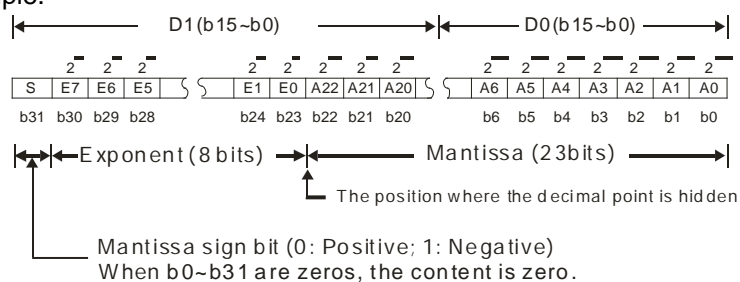 D1(b15~b0) D0(b15~b0)
2 2 2 2 2 2 2 2 2 2 2 2 2 2 2 2
S E7 E6 E5 E1 E0 A22 A21 A20 A6 A5 A4 A3 A2 A1 A0
b31 b30 b29 b28 b24 b23 b22 b21 b20 b6 b5 b4 b3 b2 b1 b0
Exponent (8 bits) Mantissa (23bits)
The position where the decimal point is hidden
Mantissa sign bit (0: Positive; 1: Negative)
When b0~b31 are zeros, the content is zero.